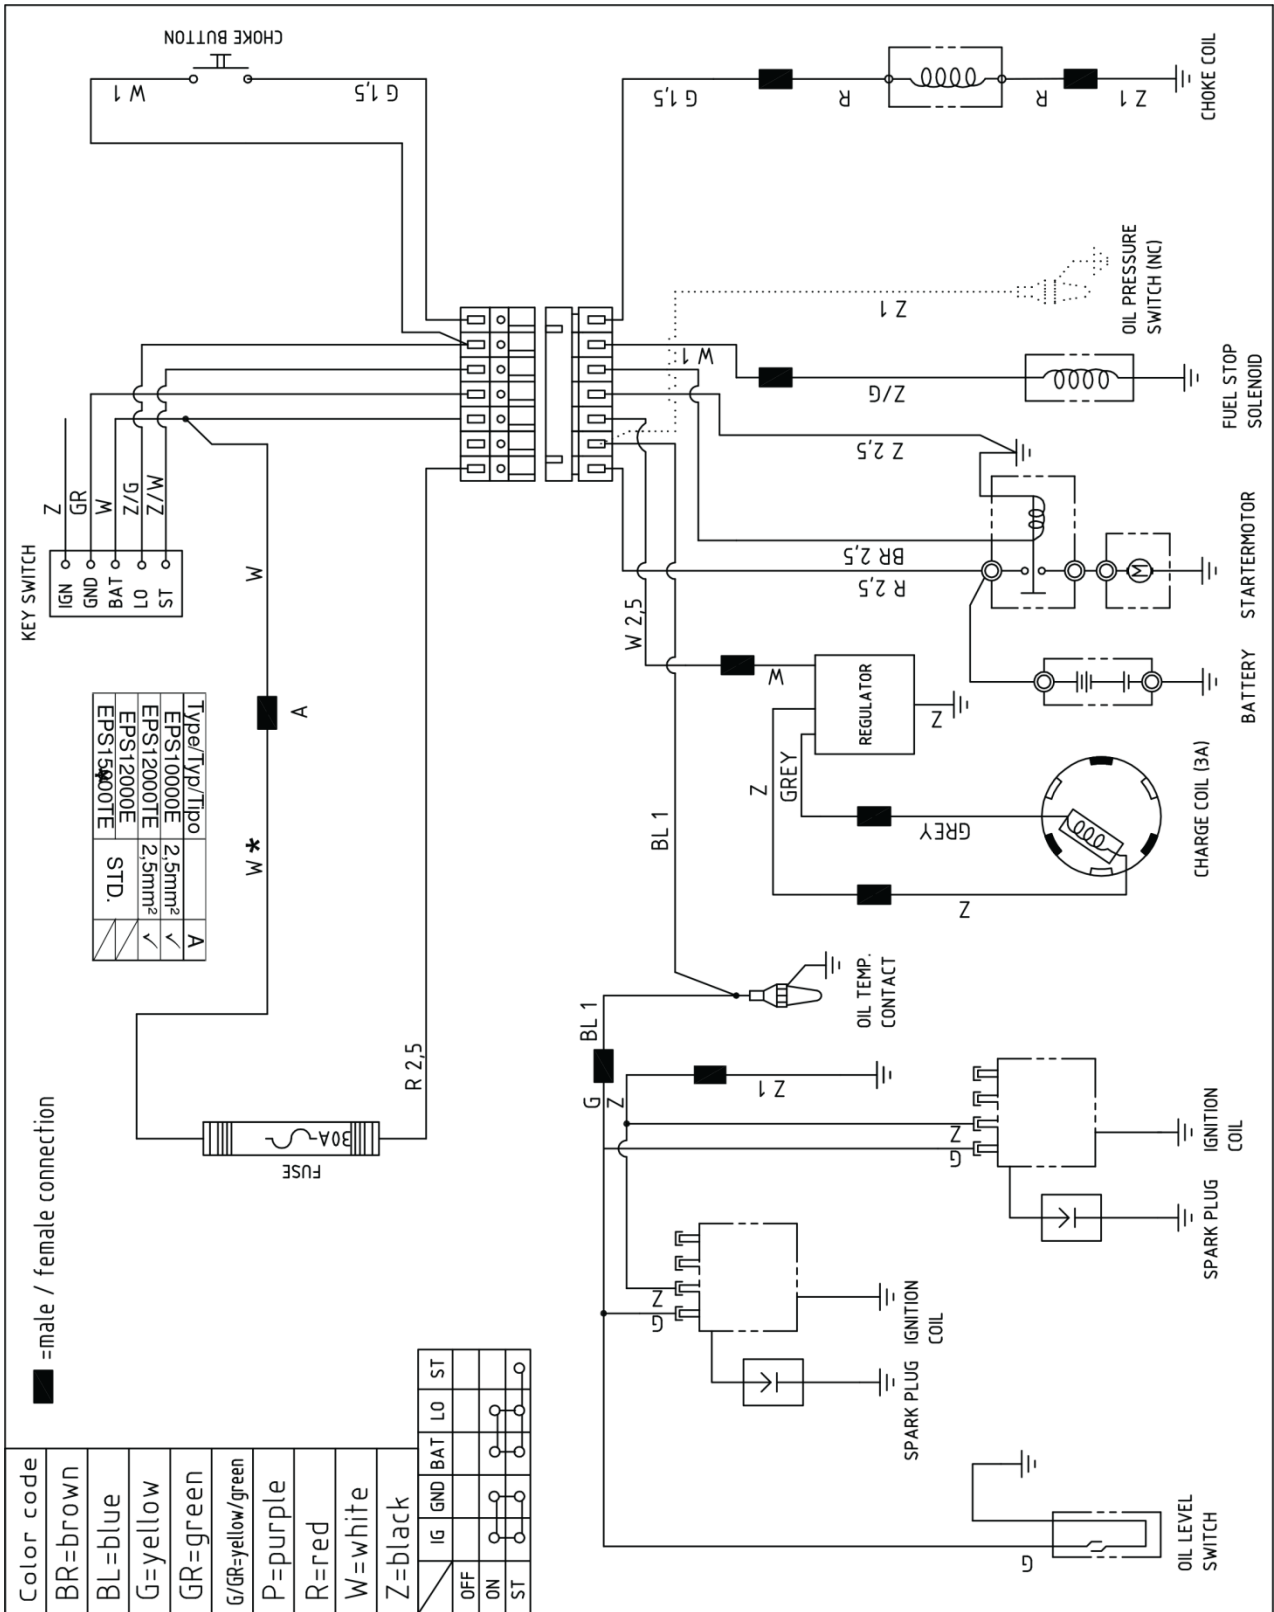 CHOKE BUTTON
W 1
G 1,5
G 1,5
R
R
Z 1
CHOKE COIL
OIL PRESSURE
SWITCH (NC)
Z 1
W 1
Z/G
FUEL STOP
SOLENOID
Z 2,5
BR 2,5
R 2,5
STARTERMOTOR
M
KEY SWITCH
IGN
GND
BAT
LO
ST
Z
GR
W
Z/G
W/Z
W
A
W*
W 2,5
W
REGULATOR
Z
BATTERY
Z
GREY
GREY
Z
CHARGE COIL (3A)
BL 1
Type/Typ/Tipo A
EPS10000E 2,5mm² ✓
EPS12000TE 2,5mm² ✓
EPS12000E STD.
EPS15000TE
*
OIL TEMP.
CONTACT
BL 1
G
Z
Z 1
R 2,5
30A
FUSE
Z
G
IGNITION
COIL
SPARK PLUG
Z
G
IGNITION
COIL
SPARK PLUG
G
OIL LEVEL
SWITCH
=male / female connection
Color code
BR=brown
BL=blue
G=yellow
GR=green
G/GR=yellow/green
P=purple
R=red
W=white
Z=black
IG GND BAT LO ST
OFF
ON
ST